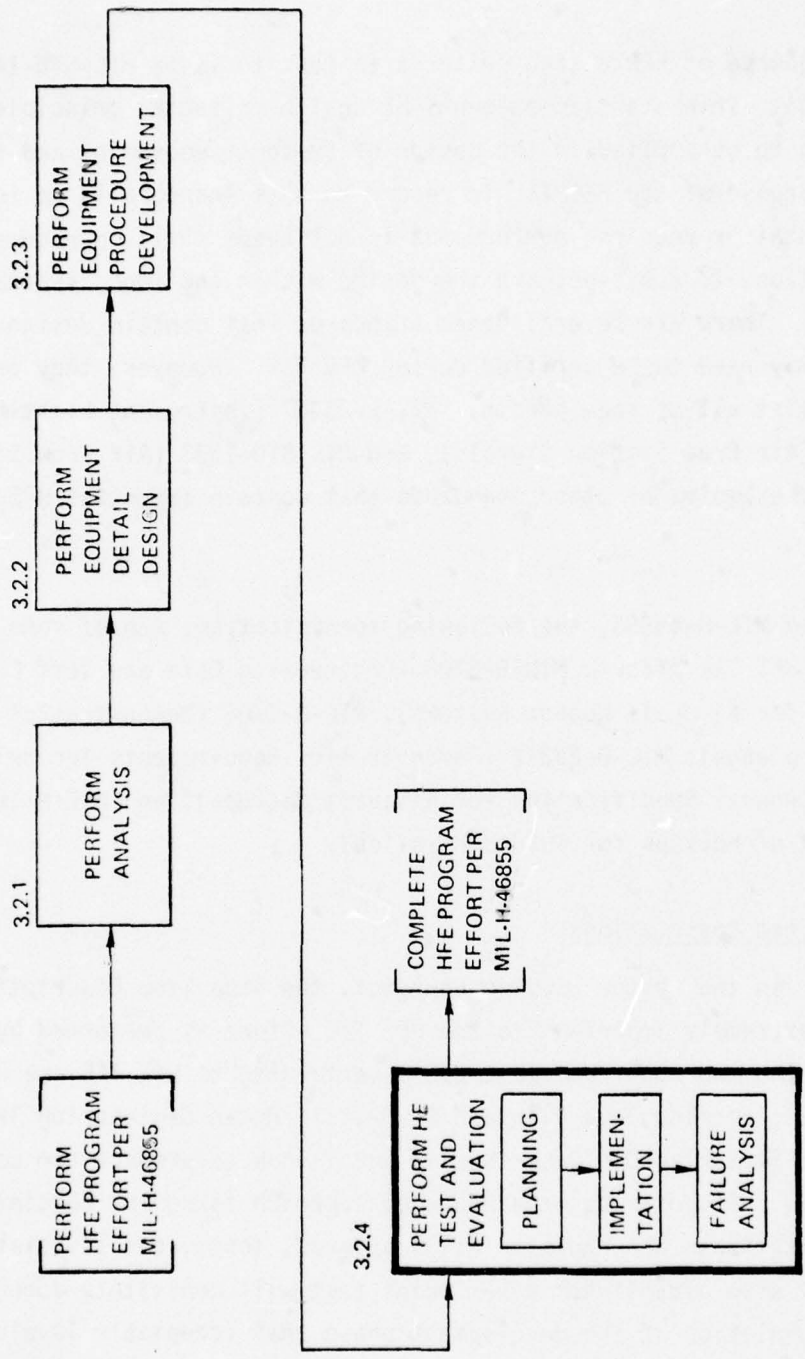 PERFORM
HFE PROGRAM
EFFORT PER
MIL-H-46855
3.2.1
PERFORM
ANALYSIS
3.2.2
PERFORM
EQUIPMENT
DETAIL
DESIGN
3.2.3
PERFORM
EQUIPMENT
PROCEDURE
DEVELOPMENT
3.2.4
PERFORM HE
TEST AND
EVALUATION
PLANNING
IMPLEMEN-
TATION
FAILURE
ANALYSIS
COMPLETE
HFE PROGRAM
EFFORT PER
MIL-H-46855